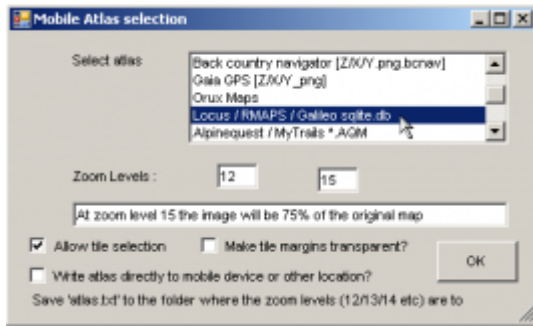 Mobile Atlas selection
Select atlas
Back country navigator [Z/X/Y.png.bcnav]
Gaia GPS [Z/X/Y_png]
Orux Maps
Locus / RMAPS / Galileo sqlite.db
Alpinequest / MyTrails *.AQM
Zoom Levels : 12 15
At zoom level 15 the image will be 75% of the original map
Allow tile selection Make tile margins transparent?
OK
Write atlas directly to mobile device or other location?
Save 'atlas.txt' to the folder where the zoom levels (12/13/14 etc) are to